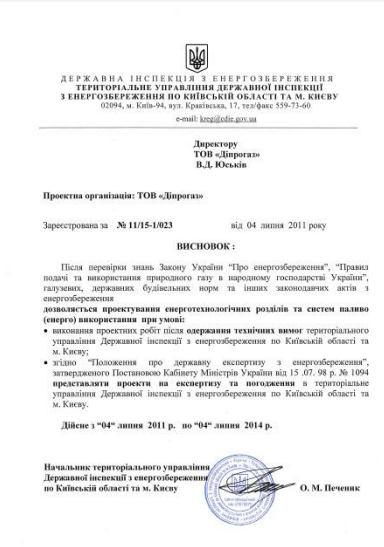 ДЕРЖАВНА ІНСПЕКЦІЯ З ЕНЕРГОЗБЕРЕЖЕННЯ
ТЕРИТОРІАЛЬНЕ УПРАВЛІННЯ ДЕРЖАВНОЇ ІНСПЕКЦІЇ
З ЕНЕРГОЗБЕРЕЖЕННЯ ПО КИЇВСЬКІЙ ОБЛАСТІ ТА М. КИЄВУ
02094, м. Київ-94, вул. Краківська, 17, тел/факс 559-73-60
e-mail: kreg@cdie.gov.ua
Директору
ТОВ «Діпрогаз»
В.Д. Юськів
Проектна організація: ТОВ «Діпрогаз»
Зареєстрована за № 11/15-1/023 від 04 липня 2011 року
ВИСНОВОК :
Після перевірки знань Закону України “Про енергозбереження”, “Правил
подачі та використання природного газу в народному господарстві України”,
галузевих, державних будівельних норм та інших законодавчих актів з
енергозбереження
дозволяється проектування енерготехнологічних розділів та систем паливо
(енерго) використання при умові:
• виконання проектних робіт після одержання технічних вимог територіального
управління Державної інспекції з енергозбереження по Київській області та
м. Києву;
• згідно “Положення про державну експертизу з енергозбереження”,
затвердженого Постановою Кабінету Міністрів України від 15 .07. 98 р. № 1094
представляти проекти на експертизу та погодження в територіальне
управління Державної інспекції з енергозбереження по Київській області та
м. Києву.
Дійсне з “04“ липня 2011 р. по “04“ липня 2014 р.
Начальник територіального управління
Державної інспекції з енергозбереження
по Київській області та м. Києву О. М. Печеник